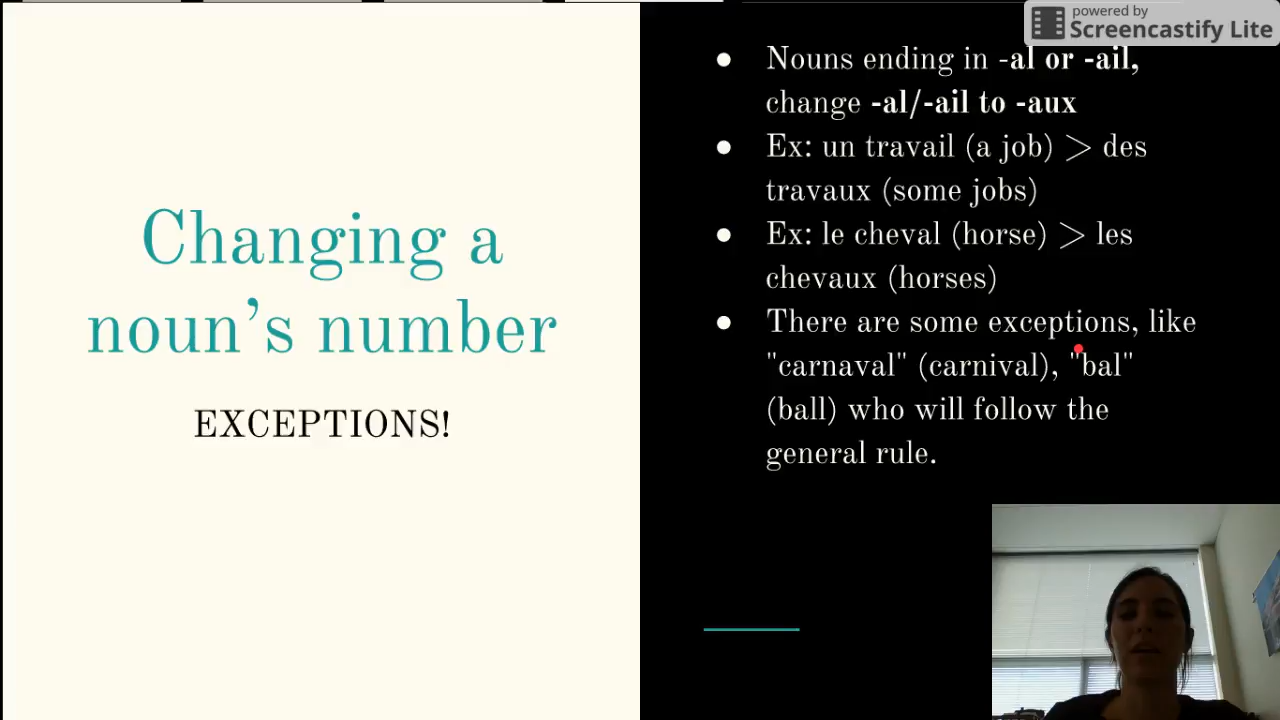 powered by
Screencastify Lite
Changing a
noun's number
EXCEPTIONS!
● Nouns ending in -al or -ail,
change -al/-ail to -aux
● Ex: un travail (a job) > des
travaux (some jobs)
● Ex: le cheval (horse) > les
chevaux (horses)
● There are some exceptions, like
"carnaval" (carnival), "bal"
(ball) who will follow the
general rule.